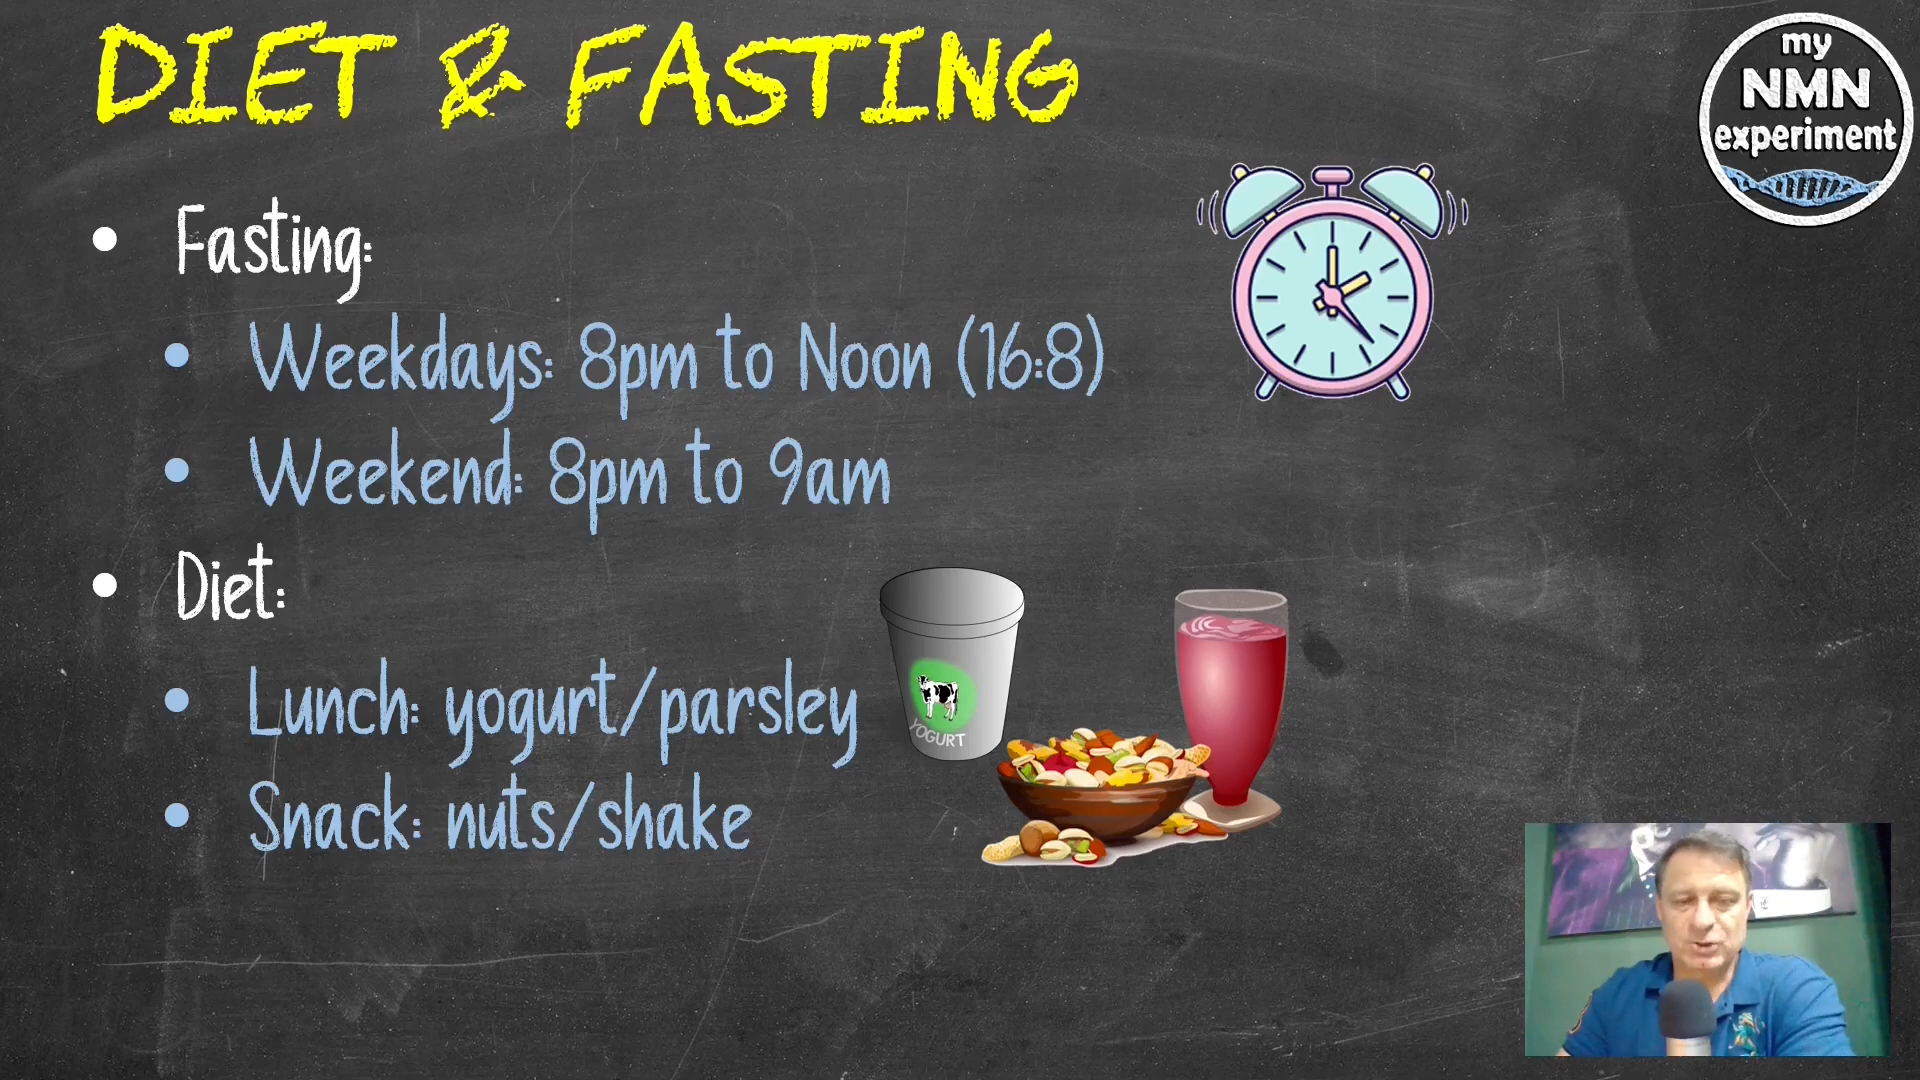 DIET & FASTING
my
NMN
experiment
• Fasting:
• Weekdays: 8pm to Noon (16:8)
• Weekend: 8pm to 9am
• Diet:
• Lunch: yogurt/parsley
• Snack: nuts/shake
YOGURT